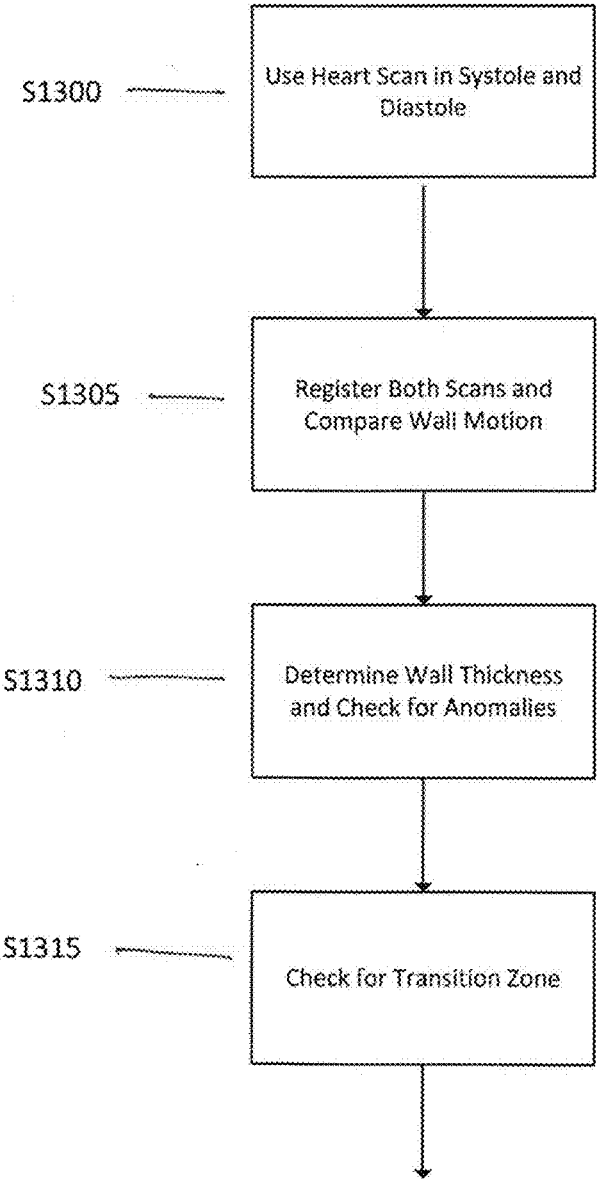 S1300
Use Heart Scan in Systole and
Diastole
S1305
Register Both Scans and
Compare Wall Motion
S1310
Determine Wall Thickness
and Check for Anomalies
S1315
Check for Transition Zone